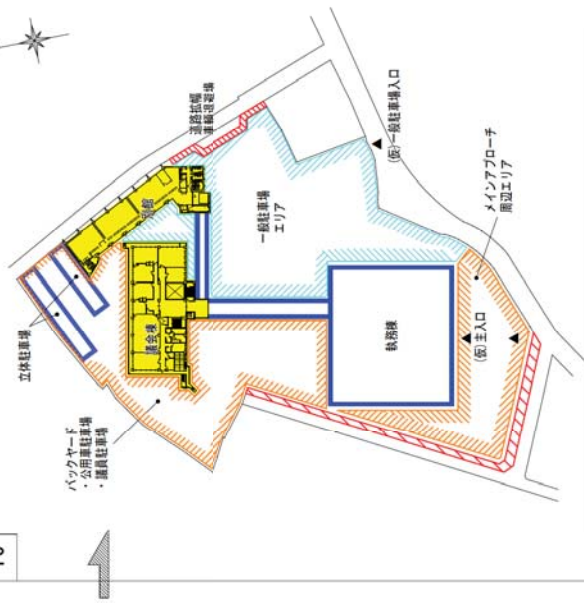 立体駐車場
バックヤード
・公用車駐車場
・議員駐車場
議会棟
別館
道路拡幅
車輌退避場
一般駐車場
エリア
(仮)一般駐車場入口
執務棟
(仮)主入口
メインアプローチ
周辺エリア